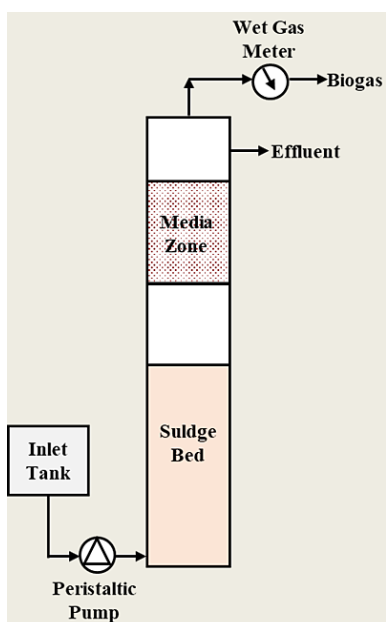 Wet Gas
Meter
Biogas
Effluent
Media
Zone
Suldge
Bed
Inlet
Tank
Peristaltic
Pump